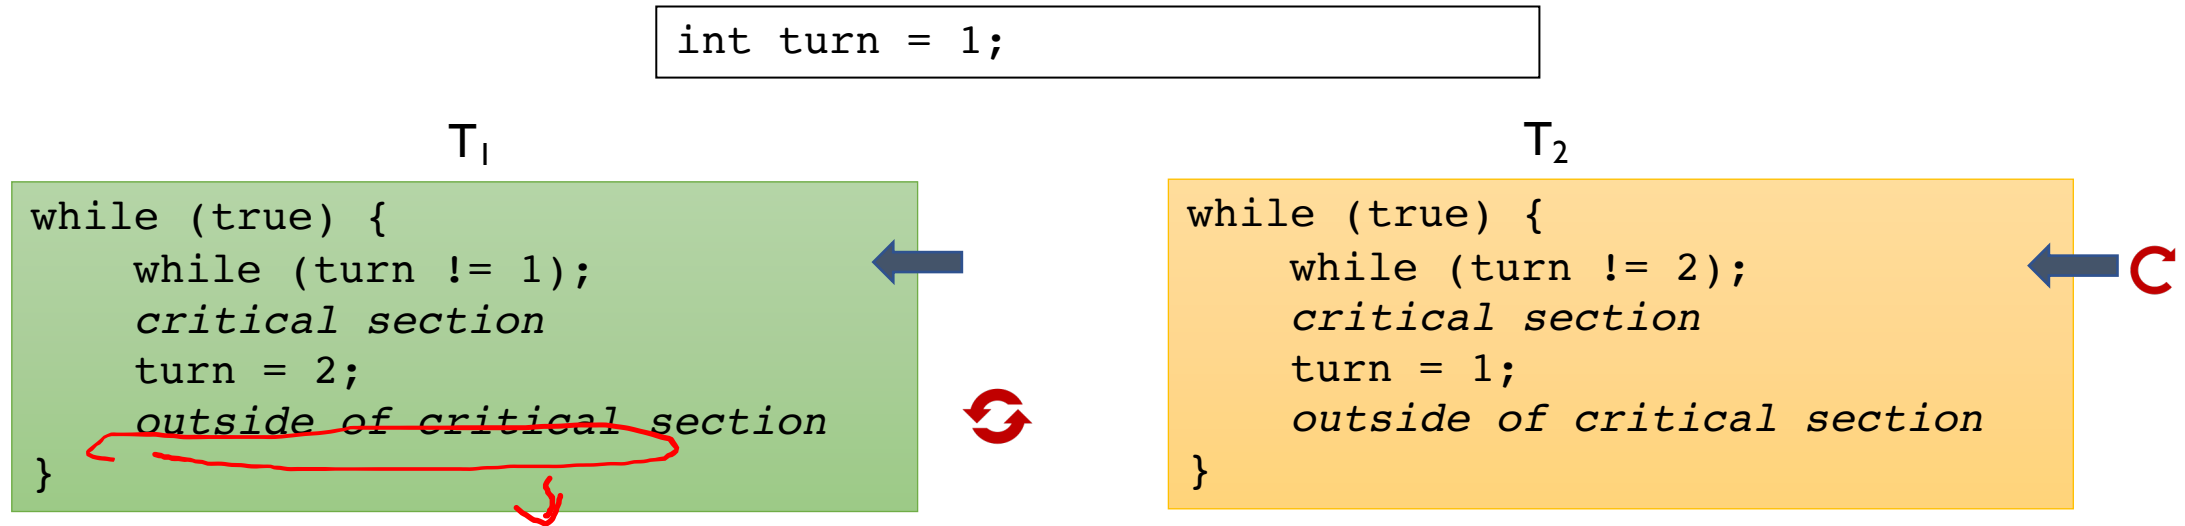 int turn = 1;
T1
while (true) {
while (turn != 1);
critical section
turn = 2;
outside of critical section
}
T2
while (true) {
while (turn != 2);
critical section
turn = 1;
outside of critical section
}